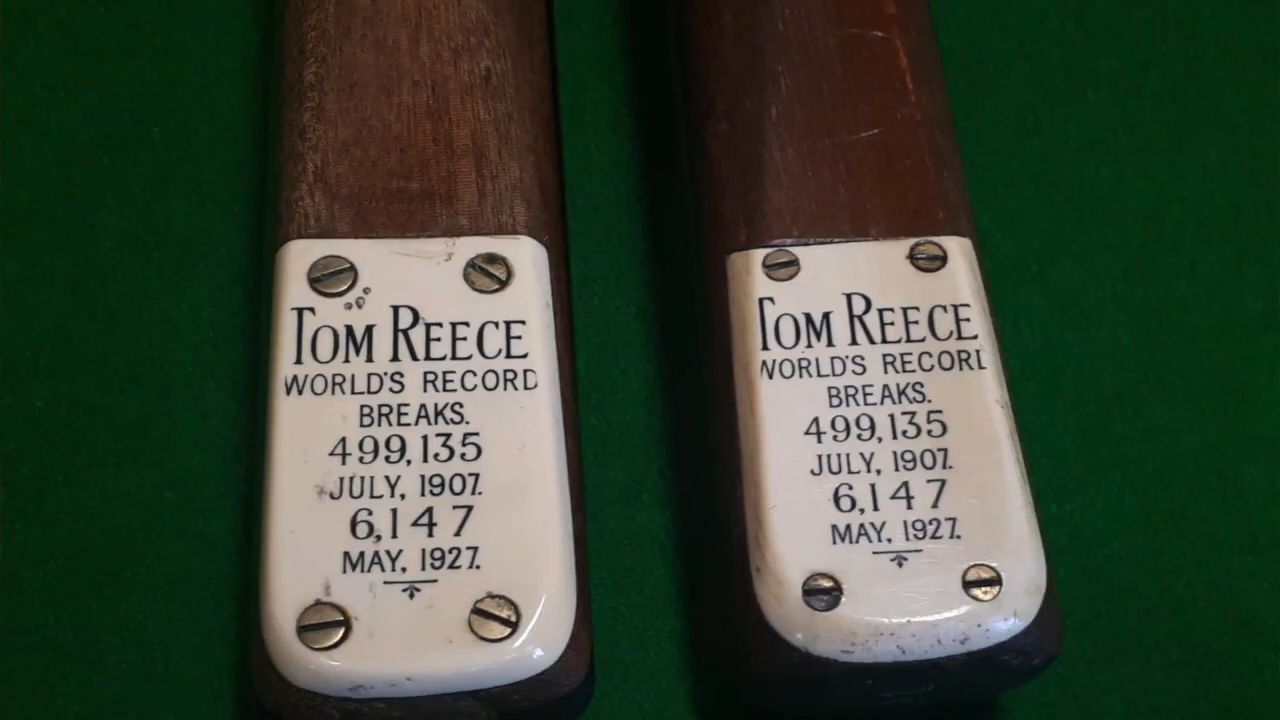 TOM REECE
WORLD'S RECORD
BREAKS.
499,135
JULY, 1907.
6,147
MAY, 1927.
TOM REECE
WORLD'S RECORD
BREAKS.
499,135
JULY, 1907.
6,147
MAY, 1927.